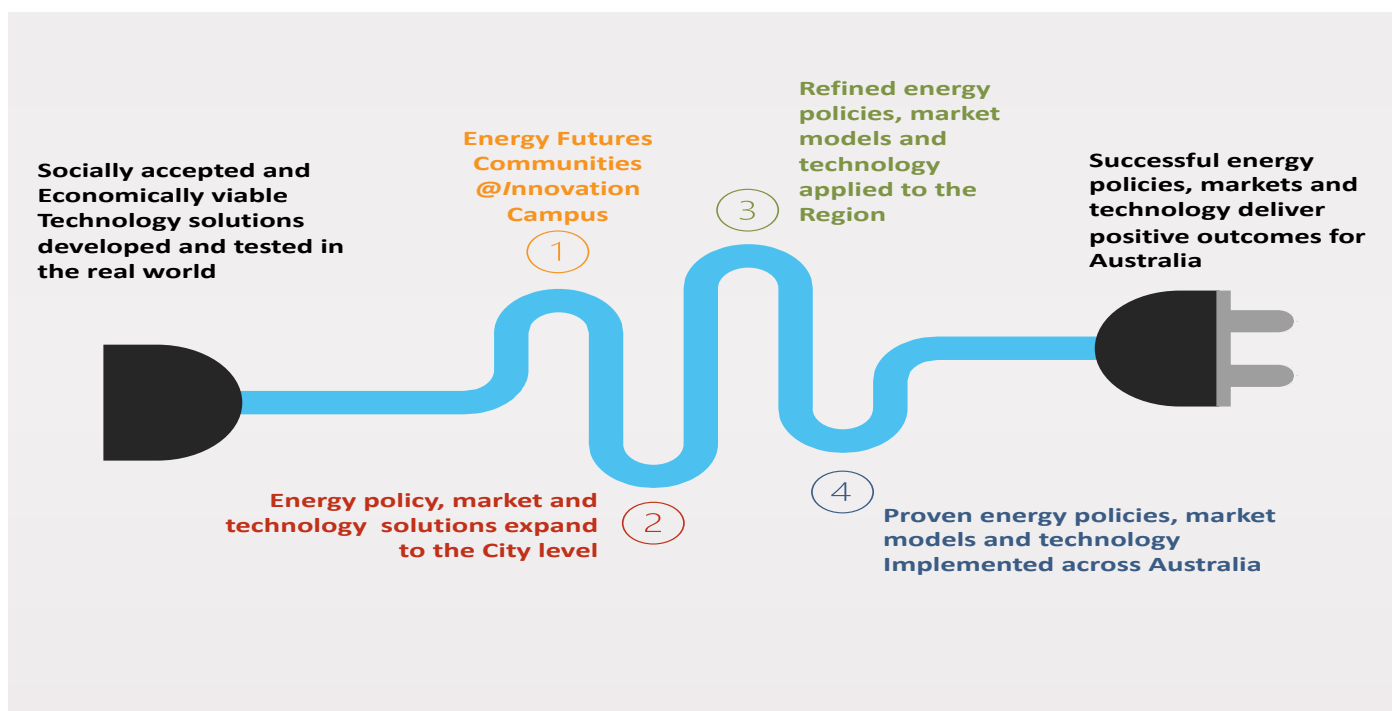 Socially accepted and
Economically viable
Technology solutions
developed and tested in
the real world
Energy Futures
Communities
@Innovation
Campus
1
Energy policy, market and
technology solutions expand
to the City level
2
Refined energy
policies, market
models and
technology
applied to the
Region
3
4
Proven energy policies, market
models and technology
Implemented across Australia
Successful energy
policies, markets and
technology deliver
positive outcomes for
Australia